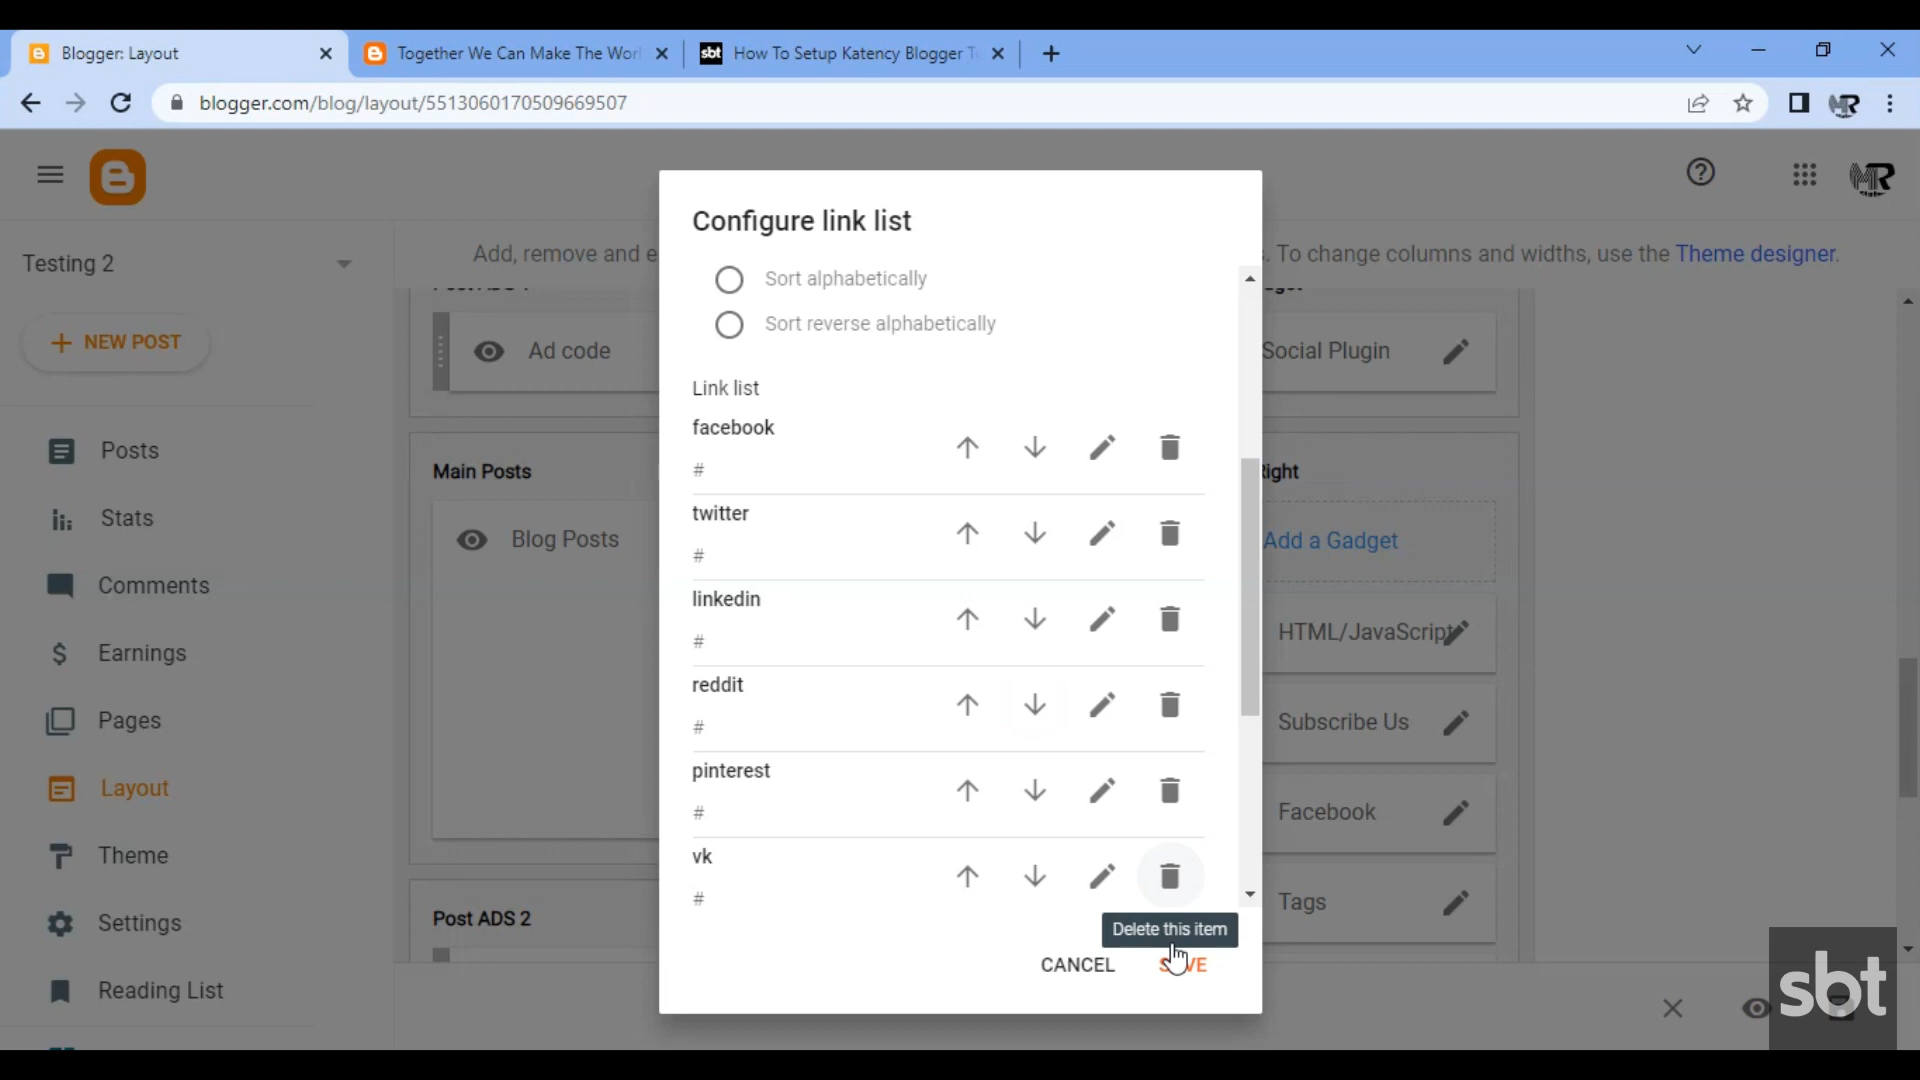 Blogger: Layout
Together We Can Make The Worl
sbt
How To Setup Katency Blogger T
blogger.com/blog/layout/5513060170509669507
Testing 2
Add, remove and e
. To change columns and widths, use the Theme designer.
NEW POST
Posts
Stats
Comments
$ Earnings
Pages
Layout
Theme
Settings
Reading List
Ad code
Main Posts
Blog Posts
Post ADS 2
Configure link list
Sort alphabetically
Sort reverse alphabetically
Link list
facebook
#
twitter
#
linkedin
#
reddit
#
pinterest
#
vk
#
Delete this item
CANCEL
Social Plugin
Right
Add a Gadget
HTML/JavaScript
Subscribe Us
Facebook
Tags
sbt